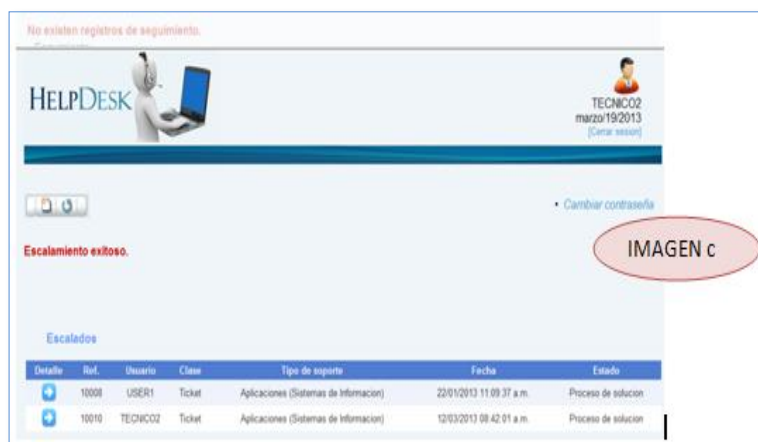 No existen registros de seguimiento.
HELPDESK
TECNICO2
marzo/19/2013
[Cerrar sesion]
• Cambiar contraseña
Escalamiento exitoso.
IMAGEN c
Escalados
Detalle Ref. Usuario Clase Tipo de soporte Fecha Estado
10008 USER1 Ticket Aplicaciones (Sistemas de Informacion) 22/01/2013 11:09:37 a.m. Proceso de solucion
10010 TECNICO2 Ticket Aplicaciones (Sistemas de Informacion) 12/03/2013 08:42:01 a.m. Proceso de solucion